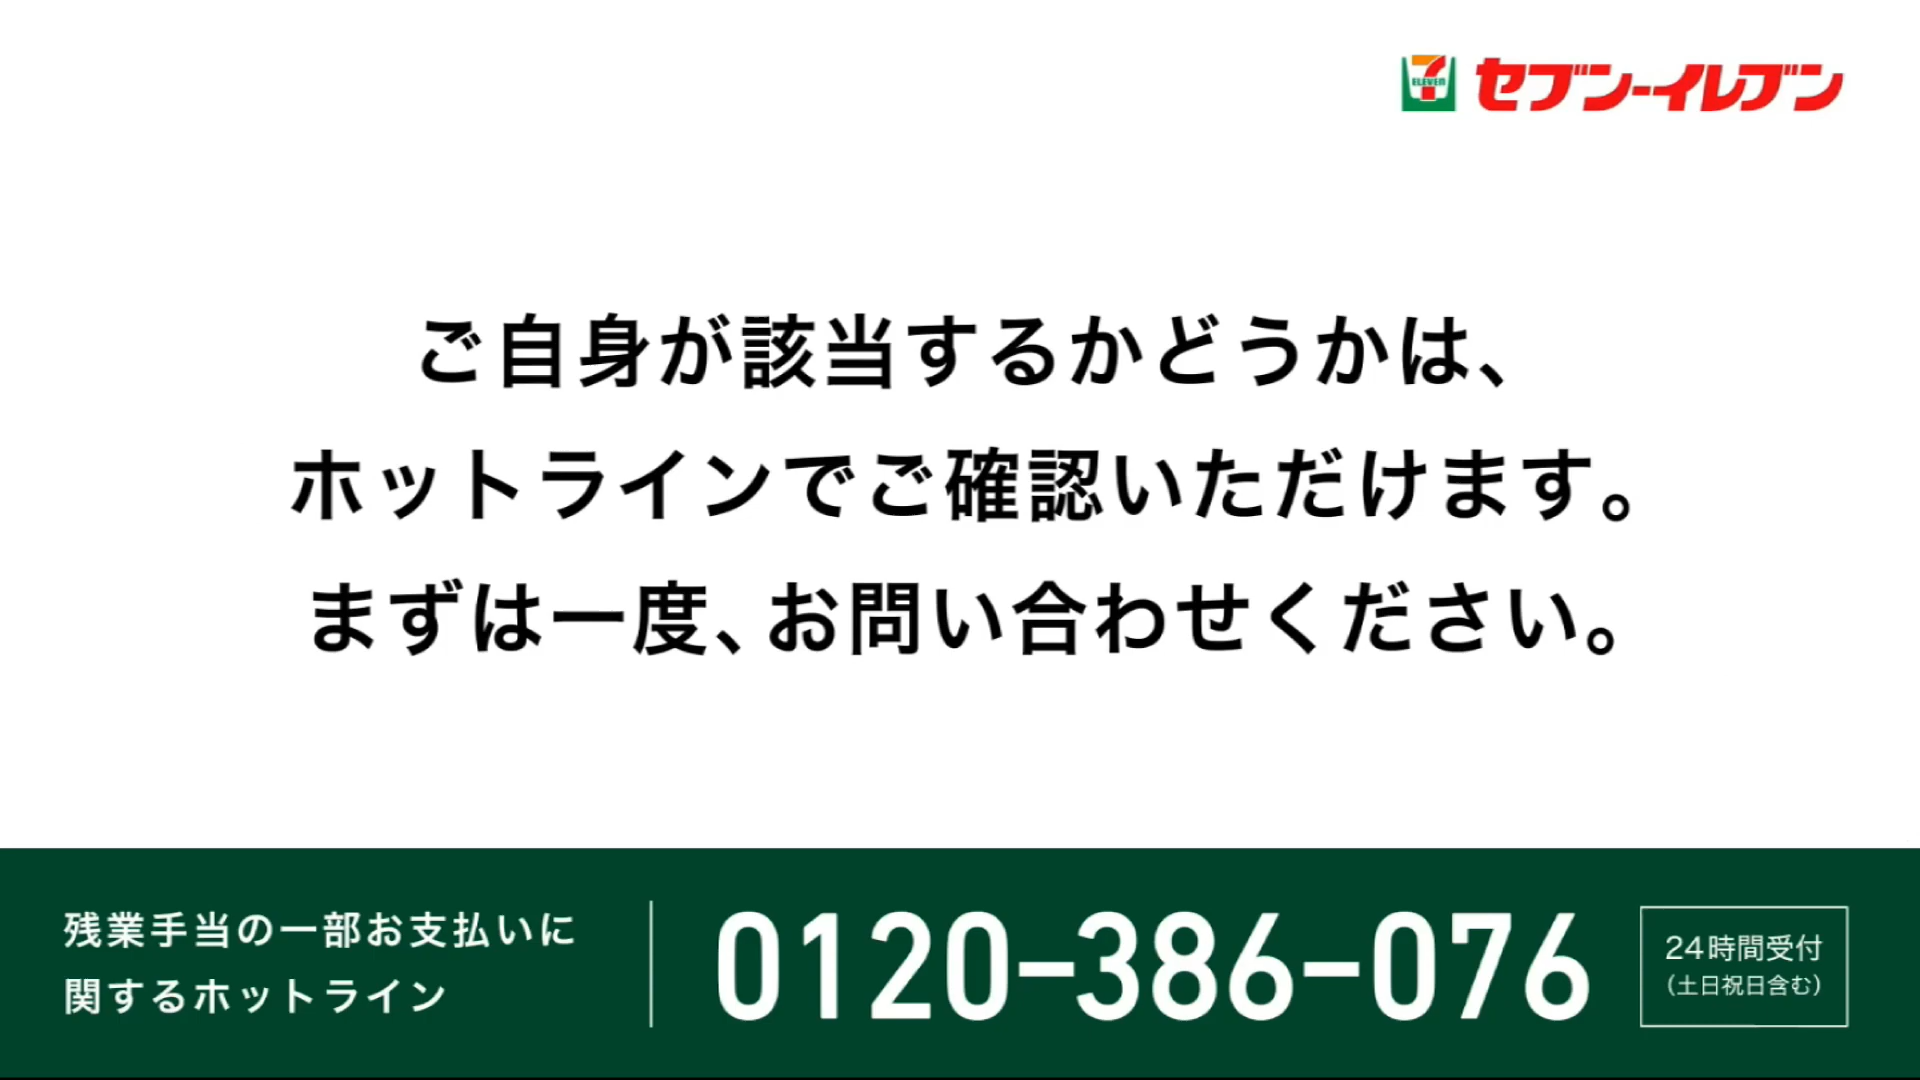 ELEVEN
セブン-イレブン
ご自身が該当するかどうかは、
ホットラインでご確認いただけます。
まずは一度、お問い合わせください。
残業手当の一部お支払いに
関するホットライン
0120-386-076
24時間受付
(土日祝日含む)